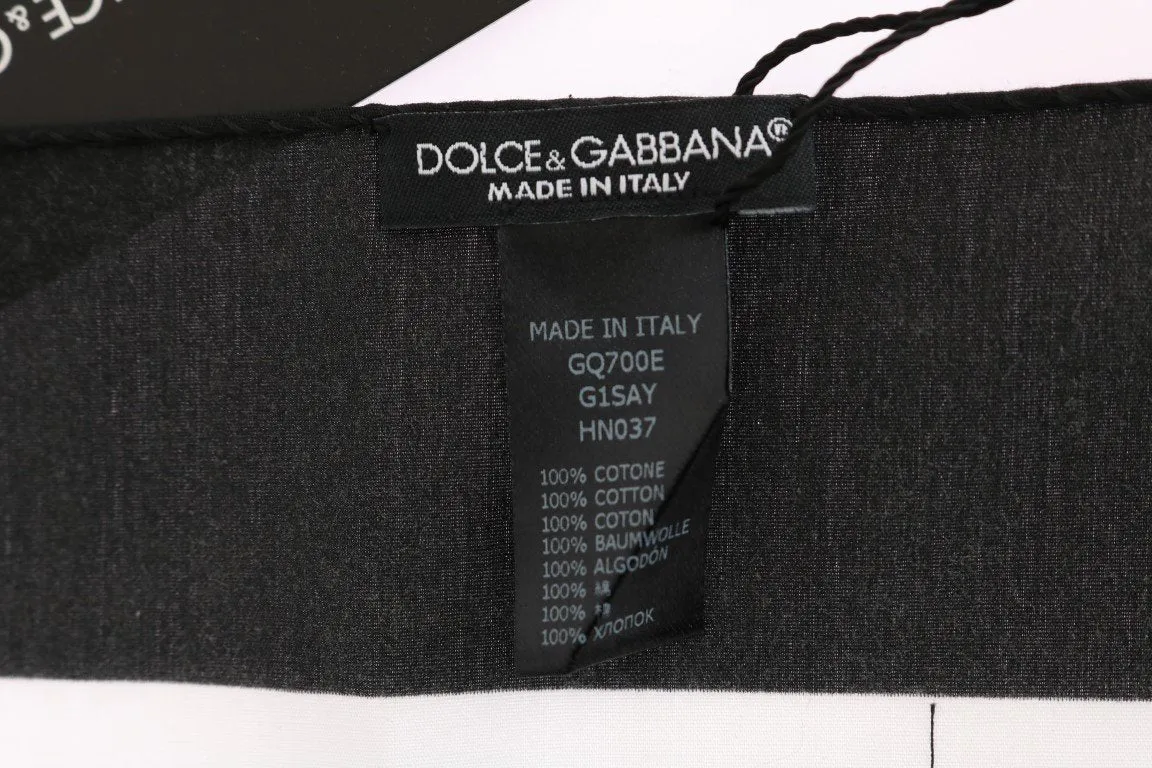 DOLCE & GABBANA®
MADE IN ITALY
MADE IN ITALY
GQ700E
G1SAY
HN037
100% COTONE
100% COTTON
100% COTON
100% BAUMWOLLE
100% ALGODÓN
100% 綿
100%
100% ХЛОПОК